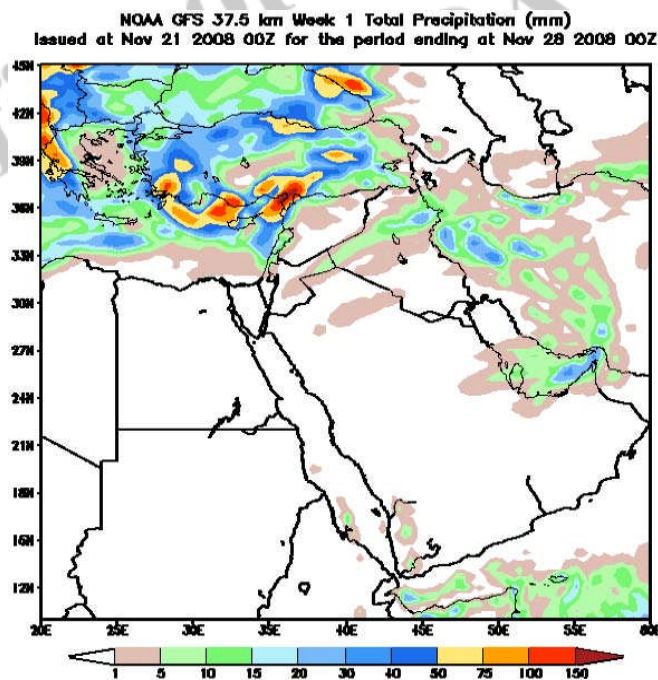 NOAA GFS 37.5 km Week 1 Total Precipitation (mm)
Issued at Nov 21 2008 00Z for the period ending at Nov 28 2008 00Z
45N
42N
39N
36N
33N
30N
27N
24N
21N
18N
15N
12N
20E 25E 30E 35E 40E 45E 50E 55E 60E
1 5 10 15 20 30 40 50 75 100 150